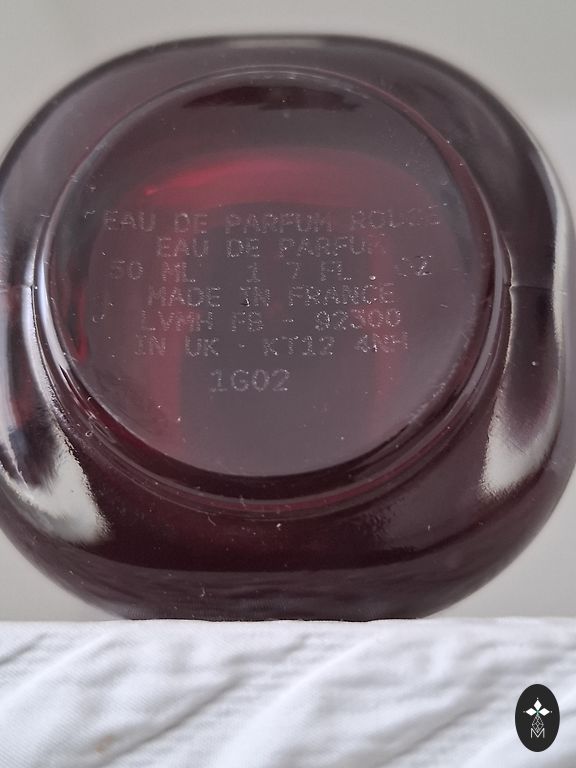 EAU DE PARFUM ROUGE
EAU DE PARFUM
50 ML 1 7 FL . OZ
MADE IN FRANCE
LVMH FB - 92300
IN UK - KT12 4NH
1G02
M